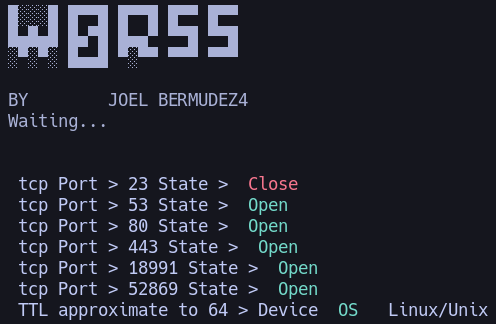 W0RSS
BY JOEL BERMUDEZ4
Waiting...
tcp Port > 23 State > Close
tcp Port > 53 State > Open
tcp Port > 80 State > Open
tcp Port > 443 State > Open
tcp Port > 18991 State > Open
tcp Port > 52869 State > Open
TTL approximate to 64 > Device OS Linux/Unix